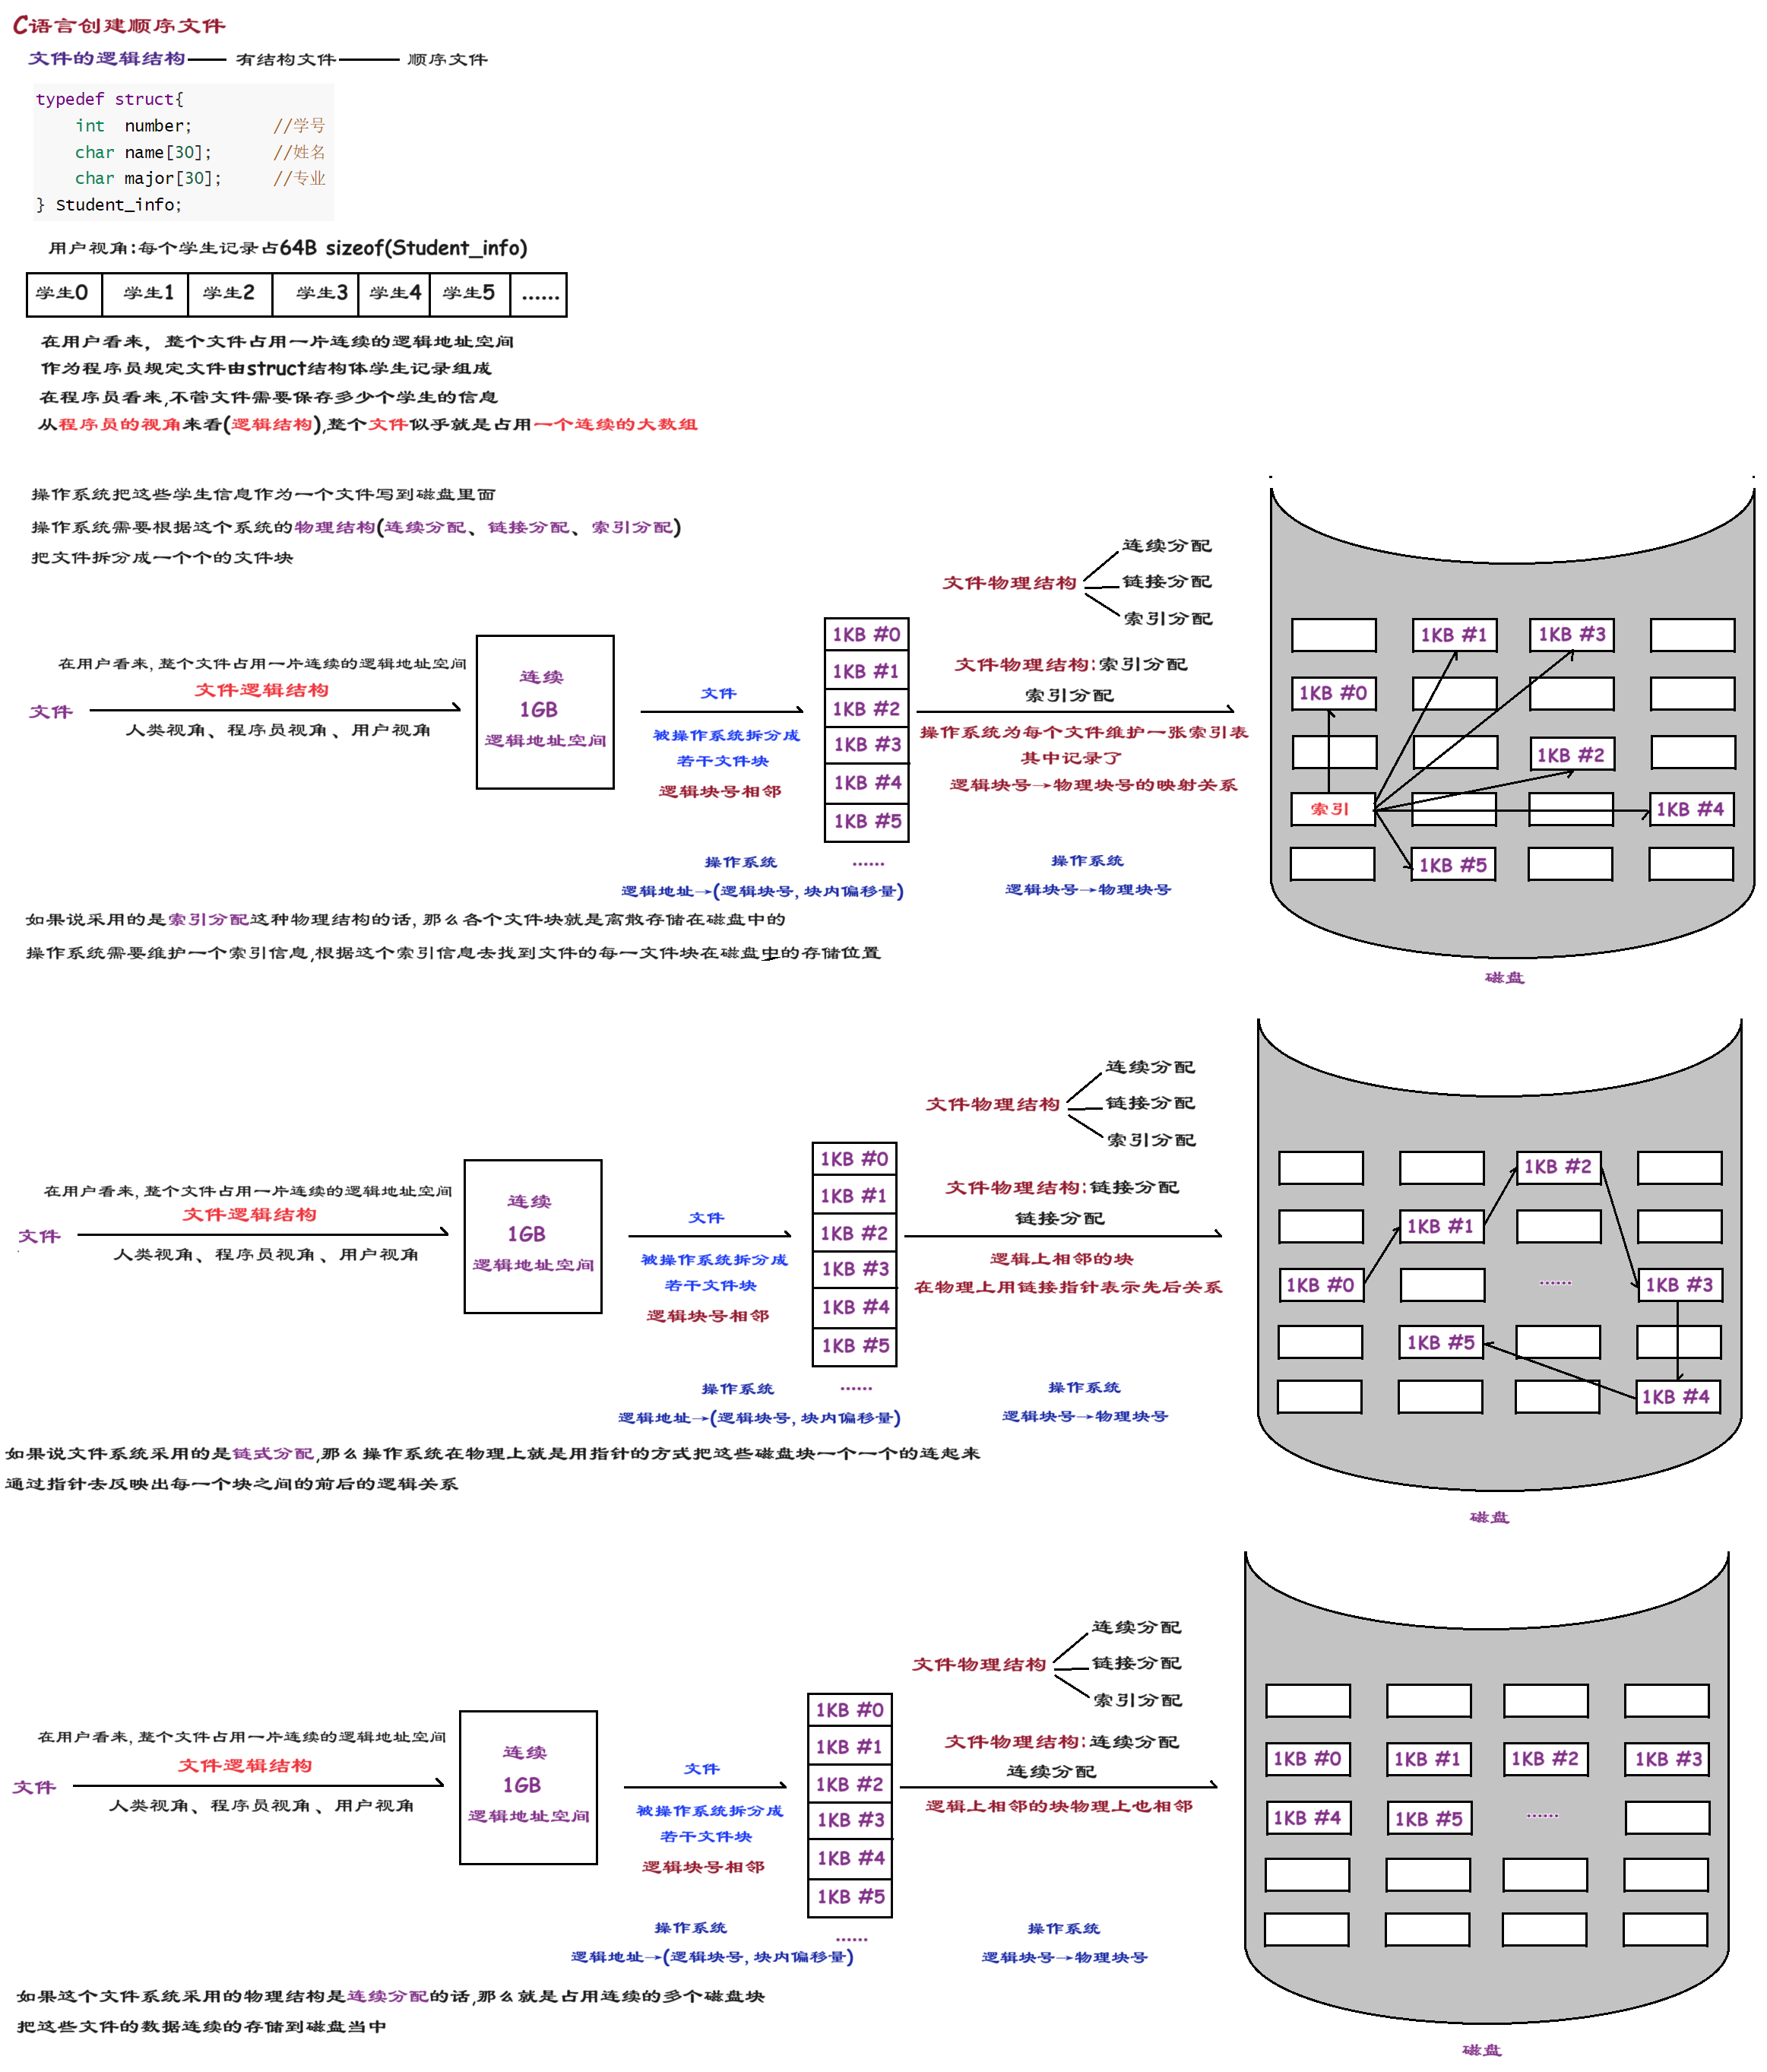 C语言创建顺序文件
文件的逻辑结构 有结构文件 顺序文件
typedef struct{
int number; //学号
char name[30]; //姓名
char major[30]; //专业
} Student_info;
用户视角:每个学生记录占64B sizeof(Student_info)
学生0 学生1 学生2 学生3 学生4 学生5 ......
在用户看来，整个文件占用一片连续的逻辑地址空间
作为程序员规定文件由struct结构体学生记录组成
在程序员看来,不管文件需要保存多少个学生的信息
从程序员的视角来看(逻辑结构),整个文件似乎就是占用一个连续的大数组
操作系统把这些学生信息作为一个文件写到磁盘里面
操作系统需要根据这个系统的物理结构(连续分配、链接分配、索引分配)
把文件拆分成一个个的文件块
文件物理结构
连续分配
链接分配
索引分配
文件
在用户看来, 整个文件占用一片连续的逻辑地址空间
文件逻辑结构
人类视角、程序员视角、用户视角
连续
1GB
逻辑地址空间
文件
被操作系统拆分成
若干文件块
逻辑块号相邻
1KB #0
1KB #1
1KB #2
1KB #3
1KB #4
1KB #5
......
操作系统
逻辑地址→(逻辑块号, 块内偏移量)
文件物理结构:索引分配
索引分配
操作系统为每个文件维护一张索引表
其中记录了
逻辑块号→物理块号的映射关系
操作系统
逻辑块号→物理块号
1KB #1 1KB #3
1KB #0
1KB #2
索引 1KB #4
1KB #5
磁盘
如果说采用的是索引分配这种物理结构的话, 那么各个文件块就是离散存储在磁盘中的
操作系统需要维护一个索引信息,根据这个索引信息去找到文件的每一文件块在磁盘中的存储位置
文件物理结构
连续分配
链接分配
索引分配
文件
在用户看来, 整个文件占用一片连续的逻辑地址空间
文件逻辑结构
人类视角、程序员视角、用户视角
连续
1GB
逻辑地址空间
文件
被操作系统拆分成
若干文件块
逻辑块号相邻
1KB #0
1KB #1
1KB #2
1KB #3
1KB #4
1KB #5
......
操作系统
逻辑地址→(逻辑块号, 块内偏移量)
文件物理结构:链接分配
链接分配
逻辑上相邻的块
在物理上用链接指针表示先后关系
操作系统
逻辑块号→物理块号
1KB #2
1KB #1
1KB #0 ...... 1KB #3
1KB #5
1KB #4
磁盘
如果说文件系统采用的是链式分配,那么操作系统在物理上就是用指针的方式把这些磁盘块一个一个的连起来
通过指针去反映出每一个块之间的前后的逻辑关系
文件物理结构
连续分配
链接分配
索引分配
文件
在用户看来, 整个文件占用一片连续的逻辑地址空间
文件逻辑结构
人类视角、程序员视角、用户视角
连续
1GB
逻辑地址空间
文件
被操作系统拆分成
若干文件块
逻辑块号相邻
1KB #0
1KB #1
1KB #2
1KB #3
1KB #4
1KB #5
......
操作系统
逻辑地址→(逻辑块号, 块内偏移量)
文件物理结构:连续分配
连续分配
逻辑上相邻的块物理上也相邻
操作系统
逻辑块号→物理块号
1KB #0 1KB #1 1KB #2 1KB #3
1KB #4 1KB #5 ......
磁盘
如果这个文件系统采用的物理结构是连续分配的话,那么就是占用连续的多个磁盘块
把这些文件的数据连续的存储到磁盘当中